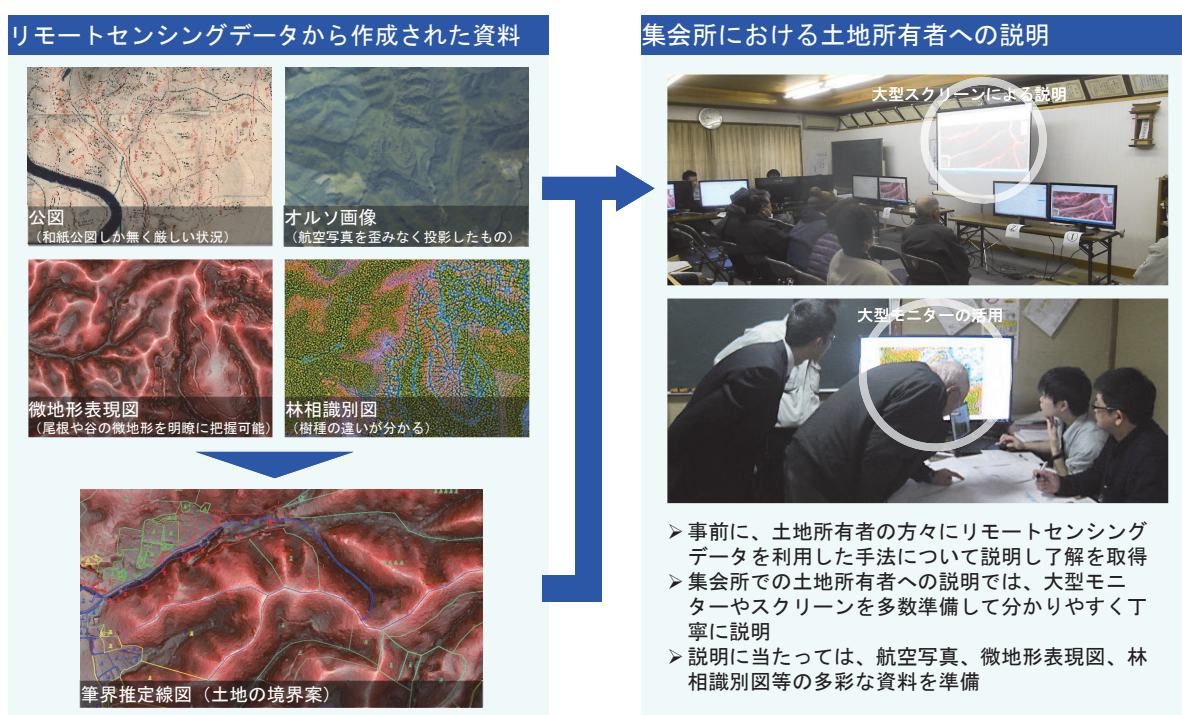 リモートセンシングデータから作成された資料
公図
（和紙公図しか無く厳しい状況）
オルソ画像
（航空写真を歪みなく投影したもの）
微地形表現図
（尾根や谷の微地形を明瞭に把握可能）
林相識別図
（樹種の違いが分かる）
筆界推定線図（土地の境界案）
集会所における土地所有者への説明
大型スクリーンによる説明
② ①
大型モニターの活用
➢ 事前に、土地所有者の方々にリモートセンシング
データを利用した手法について説明し了解を取得
➢ 集会所での土地所有者への説明では、大型モニ
ターやスクリーンを多数準備して分かりやすく丁
寧に説明
➢ 説明に当たっては、航空写真、微地形表現図、林
相識別図等の多彩な資料を準備